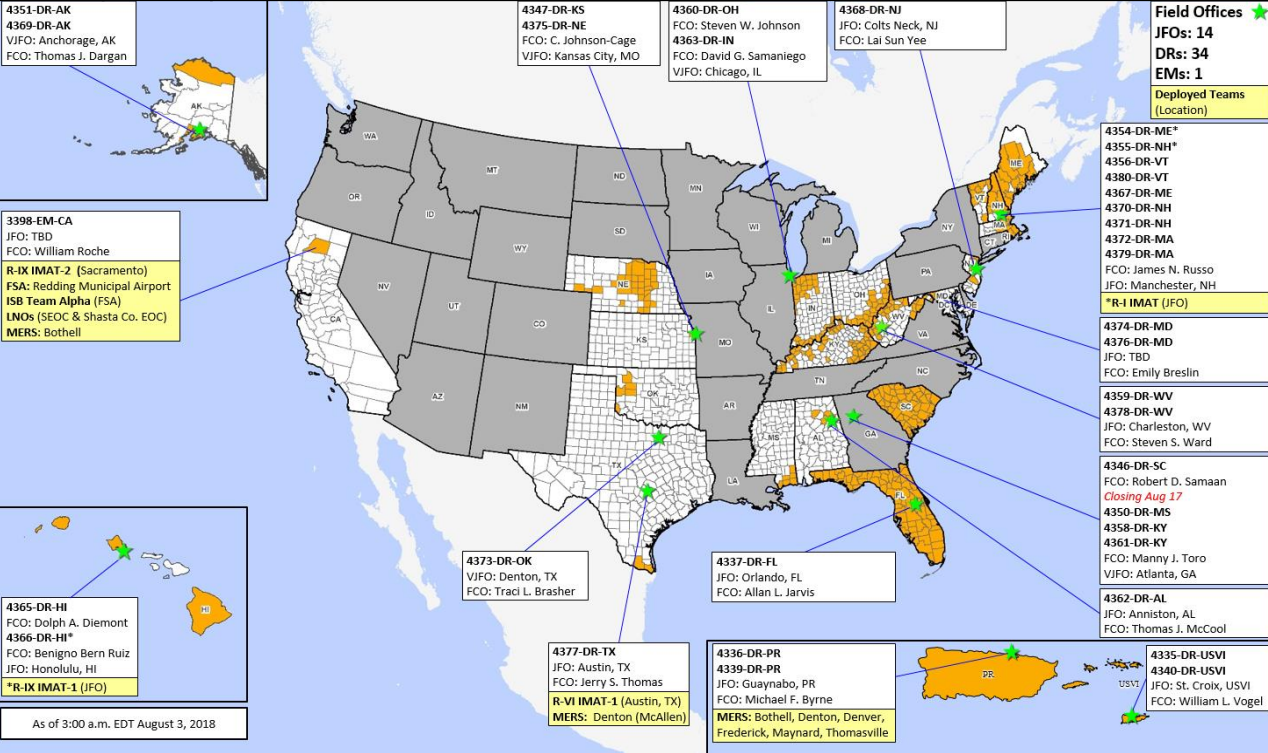 4351-DR-AK
4369-DR-AK
VJFO: Anchorage, AK
FCO: Thomas J. Dargan
4347-DR-KS
4375-DR-NE
FCO: C. Johnson-Cage
VJFO: Kansas City, MO
4360-DR-OH
FCO: Steven W. Johnson
4363-DR-IN
FCO: David G. Samaniego
VJFO: Chicago, IL
4368-DR-NJ
JFO: Colts Neck, NJ
FCO: Lai Sun Yee
Field Offices
JFOs: 14
DRs: 34
EMs: 1
Deployed Teams
(Location)
4354-DR-ME*
4355-DR-NH*
4356-DR-VT
4380-DR-VT
4367-DR-ME
4370-DR-NH
4371-DR-NH
4372-DR-MA
4379-DR-MA
FCO: James N. Russo
JFO: Manchester, NH
*R-I IMAT (JFO)
4374-DR-MD
4376-DR-MD
JFO: TBD
FCO: Emily Breslin
4359-DR-WV
4378-DR-WV
JFO: Charleston, WV
FCO: Steven S. Ward
4346-DR-SC
FCO: Robert D. Samaan
Closing Aug 17
4350-DR-MS
4358-DR-KY
4361-DR-KY
FCO: Manny J. Toro
VJFO: Atlanta, GA
4362-DR-AL
JFO: Anniston, AL
FCO: Thomas J. McCool
3398-EM-CA
JFO: TBD
FCO: William Roche
R-IX IMAT-2 (Sacramento)
FSA: Redding Municipal Airport
ISB Team Alpha (FSA)
LNOs (SEOC & Shasta Co. EOC)
MERS: Bothell
4365-DR-HI
FCO: Dolph A. Diemont
4366-DR-HI*
FCO: Benigno Bern Ruiz
JFO: Honolulu, HI
*R-IX IMAT-1 (JFO)
As of 3:00 a.m. EDT August 3, 2018
4373-DR-OK
VJFO: Denton, TX
FCO: Traci L. Brasher
4337-DR-FL
JFO: Orlando, FL
FCO: Allan L. Jarvis
4377-DR-TX
JFO: Austin, TX
FCO: Jerry S. Thomas
R-VI IMAT-1 (Austin, TX)
MERS: Denton (McAllen)
4336-DR-PR
4339-DR-PR
JFO: Guaynabo, PR
FCO: Michael F. Byrne
MERS: Bothell, Denton, Denver,
Frederick, Maynard, Thomasville
4335-DR-USVI
4340-DR-USVI
JFO: St. Croix, USVI
FCO: William L. Vogel
AK
WA
MT
ND
MN
OR
ID
WY
SD
WI
MI
NY
ME
VT
NH
MA
CT
RI
NV
UT
CO
NE
IA
IL
IN
OH
PA
NJ
MD
DC
DE
CA
KS
MO
KY
WV
VA
AZ
NM
OK
AR
TN
NC
TX
LA
MS
AL
GA
SC
FL
HI
PR
USVI